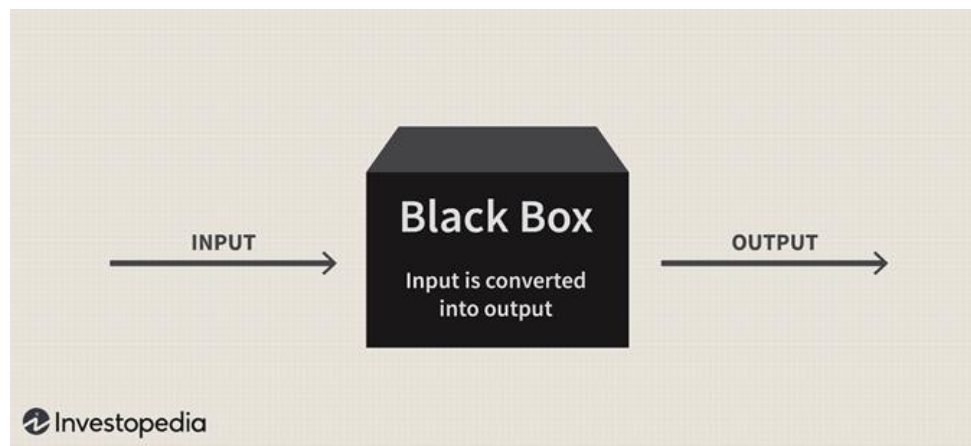 Black Box
INPUT
OUTPUT
Input is converted
into output
Investopedia